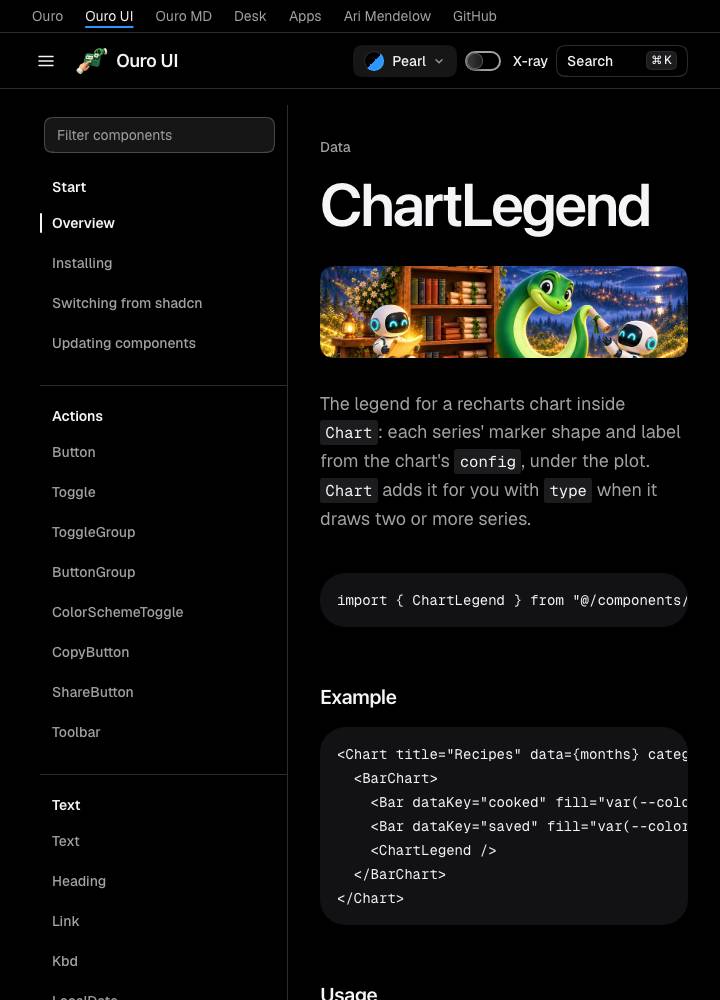 Ouro Ouro UI Ouro MD Desk Apps Ari Mendelow GitHub
Ouro UI Pearl X-ray Search ⌘ K
Filter components
Start
Overview
Installing
Switching from shadcn
Updating components
Actions
Button
Toggle
ToggleGroup
ButtonGroup
ColorSchemeToggle
CopyButton
ShareButton
Toolbar
Text
Text
Heading
Link
Kbd
LocalDate
Data
ChartLegend
The legend for a recharts chart inside
Chart: each series' marker shape and label
from the chart's config, under the plot.
Chart adds it for you with type when it
draws two or more series.
import { ChartLegend } from "@/components/
Example
<Chart title="Recipes" data={months} categ
  <BarChart>
    <Bar dataKey="cooked" fill="var(--colo
    <Bar dataKey="saved" fill="var(--color
    <ChartLegend />
  </BarChart>
</Chart>
Usage